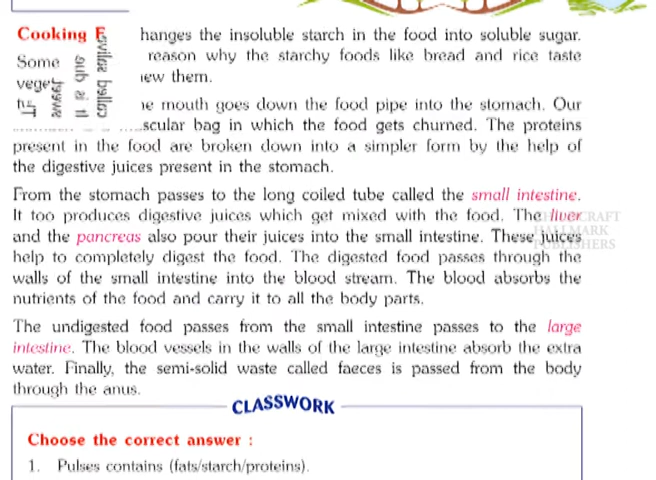 Cooking F
Some
veget
hanges the insoluble starch in the food into soluble sugar.
reason why the starchy foods like bread and rice taste
ew them.
e mouth goes down the food pipe into the stomach. Our
scular bag in which the food gets churned. The proteins
present in the food are broken down into a simpler form by the help of
the digestive juices present in the stomach.
From the stomach passes to the long coiled tube called the small intestine.
It too produces digestive juices which get mixed with the food. The liver
and the pancreas also pour their juices into the small intestine. These juices
help to completely digest the food. The digested food passes through the
walls of the small intestine into the blood stream. The blood absorbs the
nutrients of the food and carry it to all the body parts.
The undigested food passes from the small intestine passes to the large
intestine. The blood vessels in the walls of the large intestine absorb the extra
water. Finally, the semi-solid waste called faeces is passed from the body
through the anus.
CLASSWORK
Choose the correct answer :
1. Pulses contains (fats/starch/proteins).
HALLMARK
PUBLISHERS